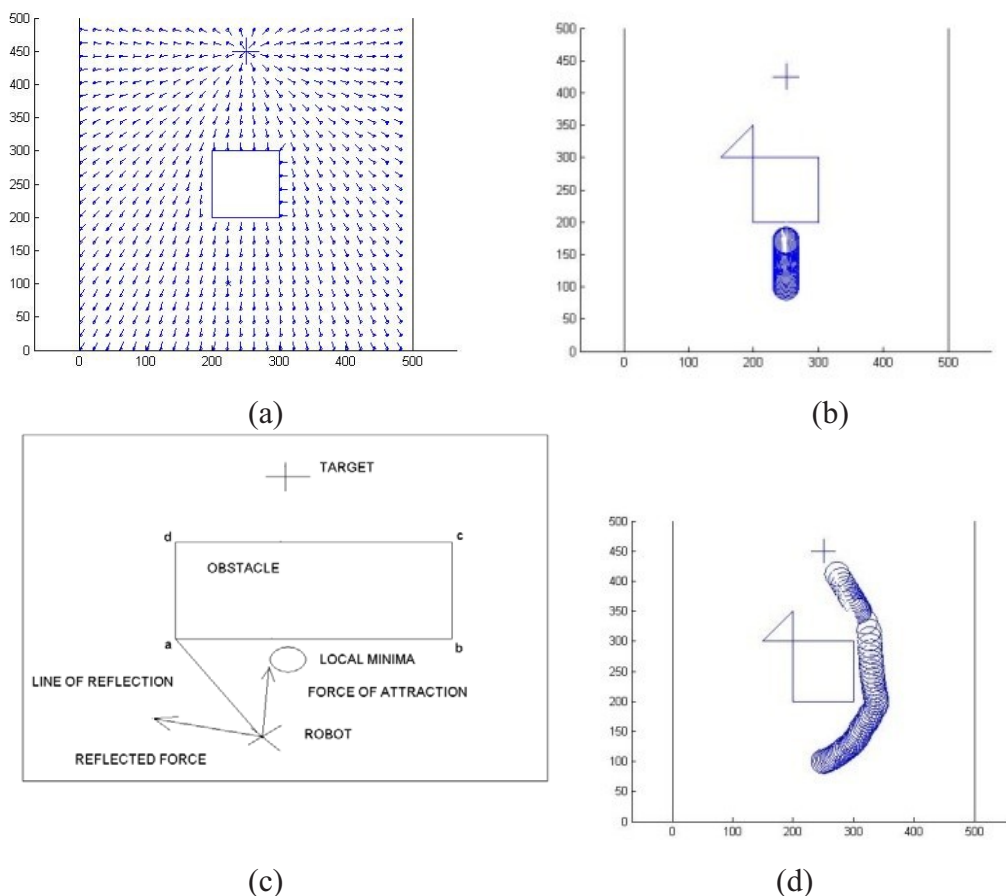 500
450
400
350
300
250
200
150
100
50
0
0 100 200 300 400 500
(a)
500
450
400
350
300
250
200
150
100
50
0
0 100 200 300 400 500
(b)
TARGET
d c
OBSTACLE
a b
LOCAL MINIMA
LINE OF REFLECTION
FORCE OF ATTRACTION
ROBOT
REFLECTED FORCE
(c)
500
450
400
350
300
250
200
150
100
50
0
0 100 200 300 400 500
(d)